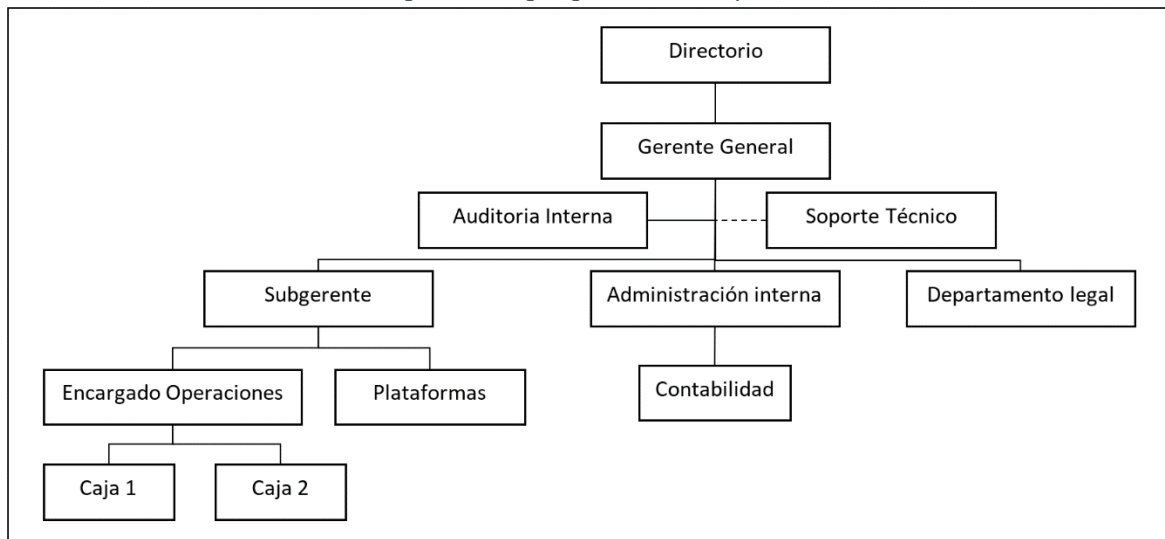 Directorio
Gerente General
Auditoria Interna
Soporte Técnico
Subgerente
Administración interna
Departamento legal
Encargado Operaciones
Plataformas
Contabilidad
Caja 1
Caja 2